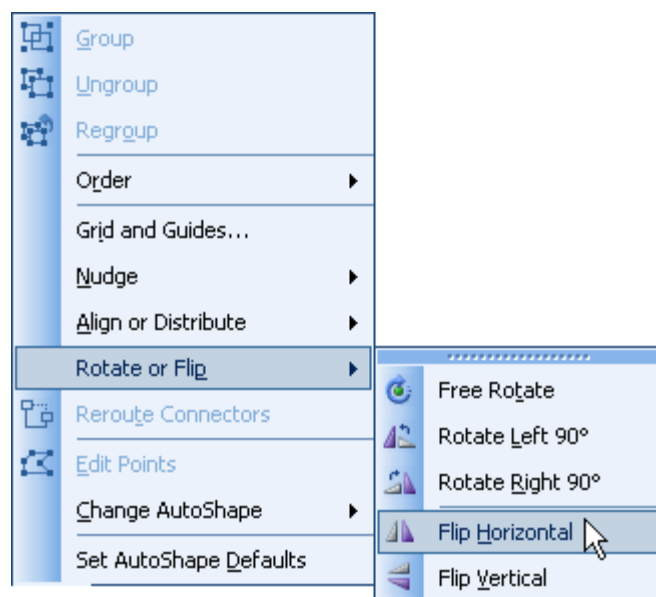 Group
Ungroup
Regroup
Order
Grid and Guides...
Nudge
Align or Distribute
Rotate or Flip
Reroute Connectors
Edit Points
Change AutoShape
Set AutoShape Defaults
Free Rotate
Rotate Left 90°
Rotate Right 90°
Flip Horizontal
Flip Vertical